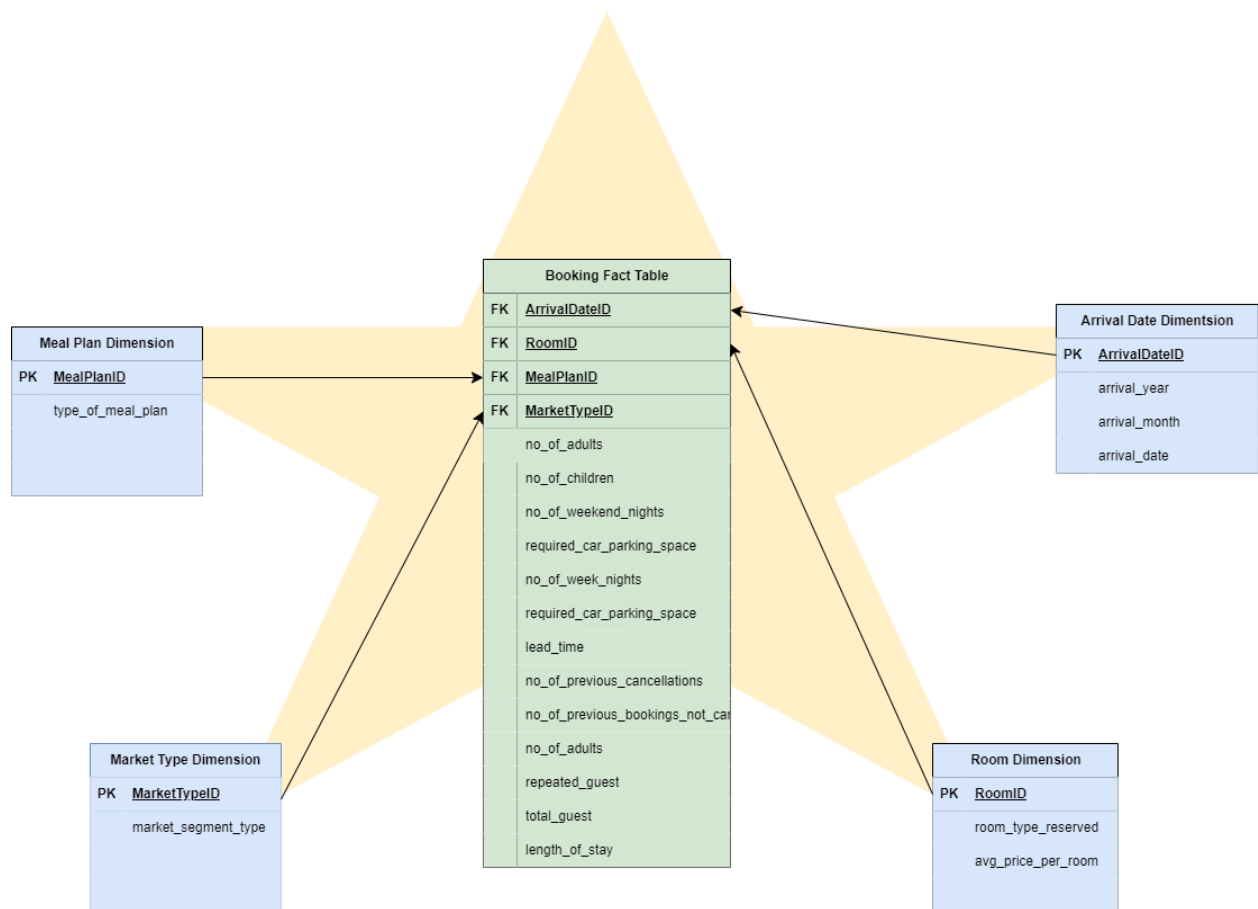 Booking Fact Table
FK ArrivalDateID
FK RoomID
FK MealPlanID
FK MarketTypeID
no_of_adults
no_of_children
no_of_weekend_nights
required_car_parking_space
no_of_week_nights
required_car_parking_space
lead_time
no_of_previous_cancellations
no_of_previous_bookings_not_can
no_of_adults
repeated_guest
total_guest
length_of_stay
Meal Plan Dimension
PK MealPlanID
type_of_meal_plan
Arrival Date Dimentsion
PK ArrivalDateID
arrival_year
arrival_month
arrival_date
Market Type Dimension
PK MarketTypeID
market_segment_type
Room Dimension
PK RoomID
room_type_reserved
avg_price_per_room